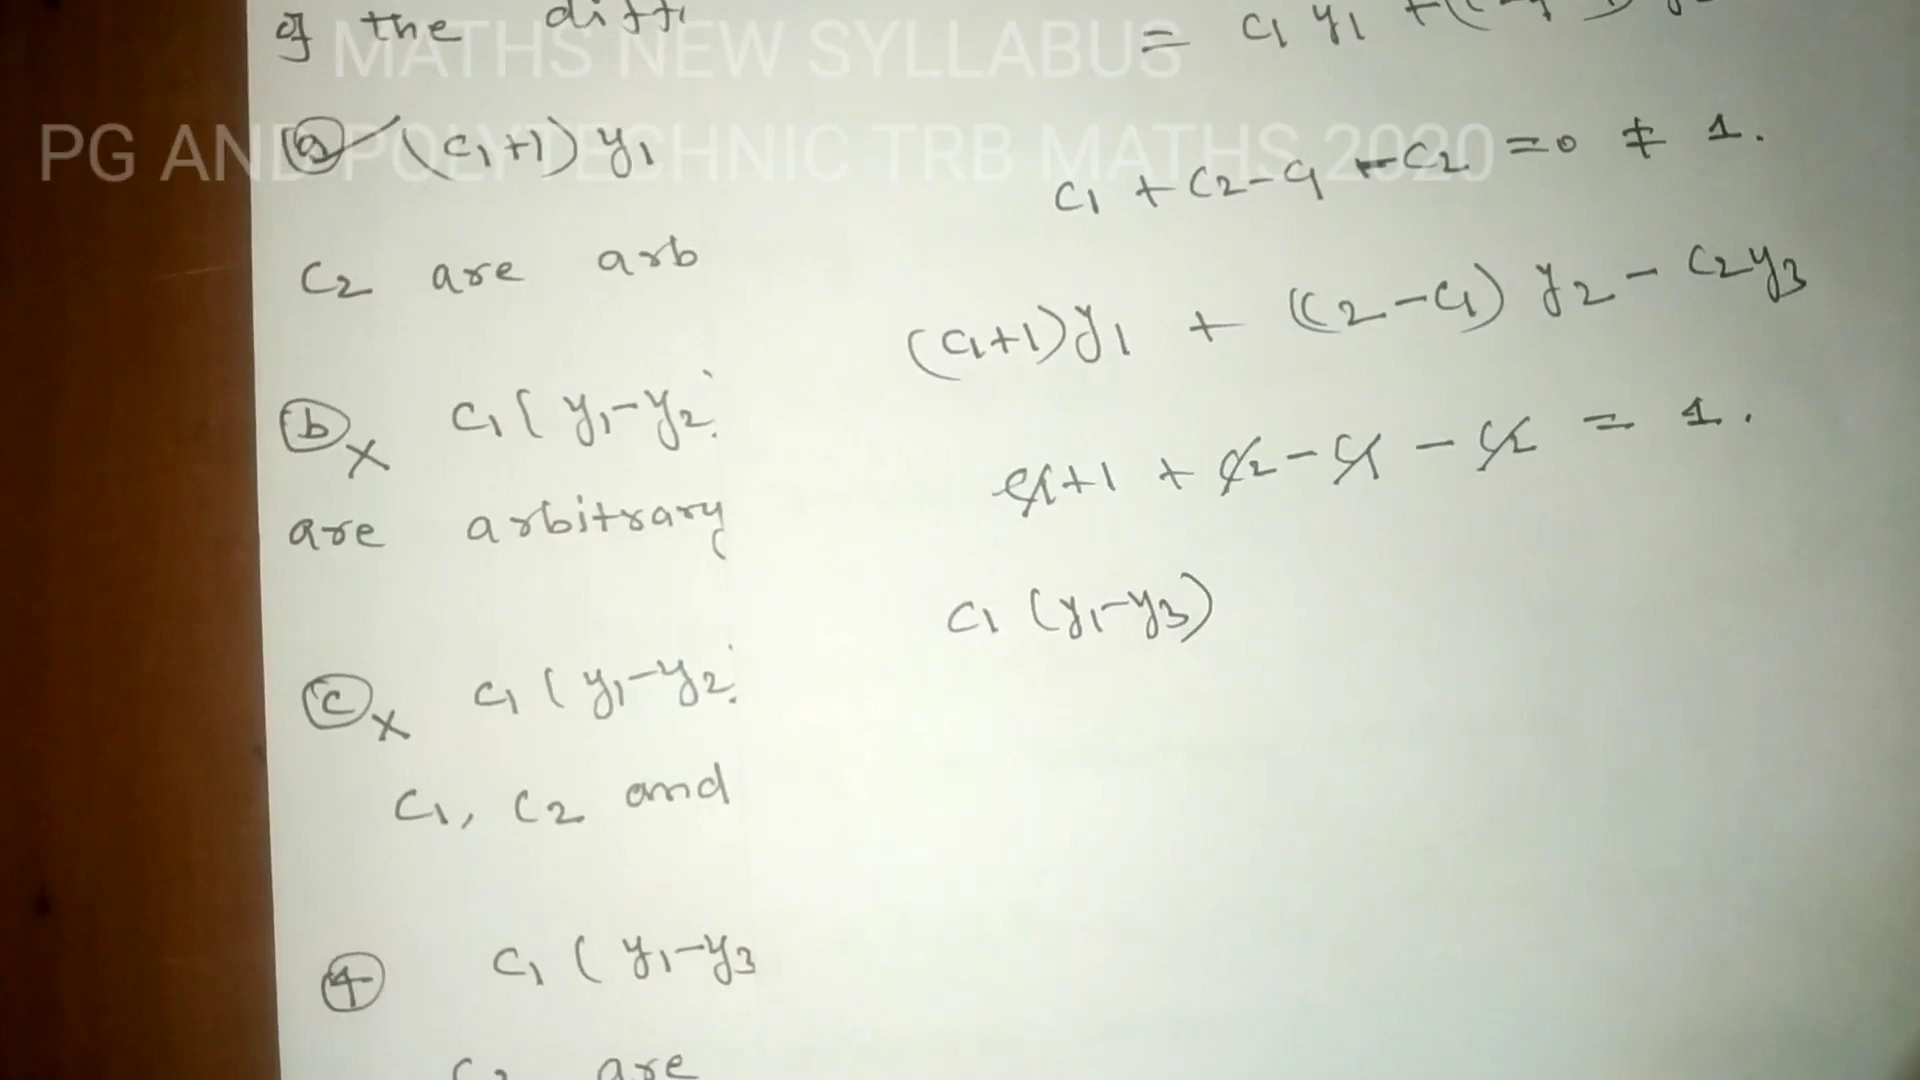 of the diff
= c1 y1 +(c2
MATHS NEW SYLLABUS
PG AND POLYTECHNIC TRB MATHS 2020
(a) (c1+1) y1
c1 + c2 - c1 - c2 = 0 ≠ 1.
c2 are arb
(c1+1) y1 + (c2-c1) y2 - c2y3
(b) x c1( y1-y2
c1+1 + c2 - c1 - c2 = 1.
are arbitrary
c1 (y1-y3)
(c) x c1 ( y1-y2
c1, c2 and
(4) c1 ( y1-y3
c2 are